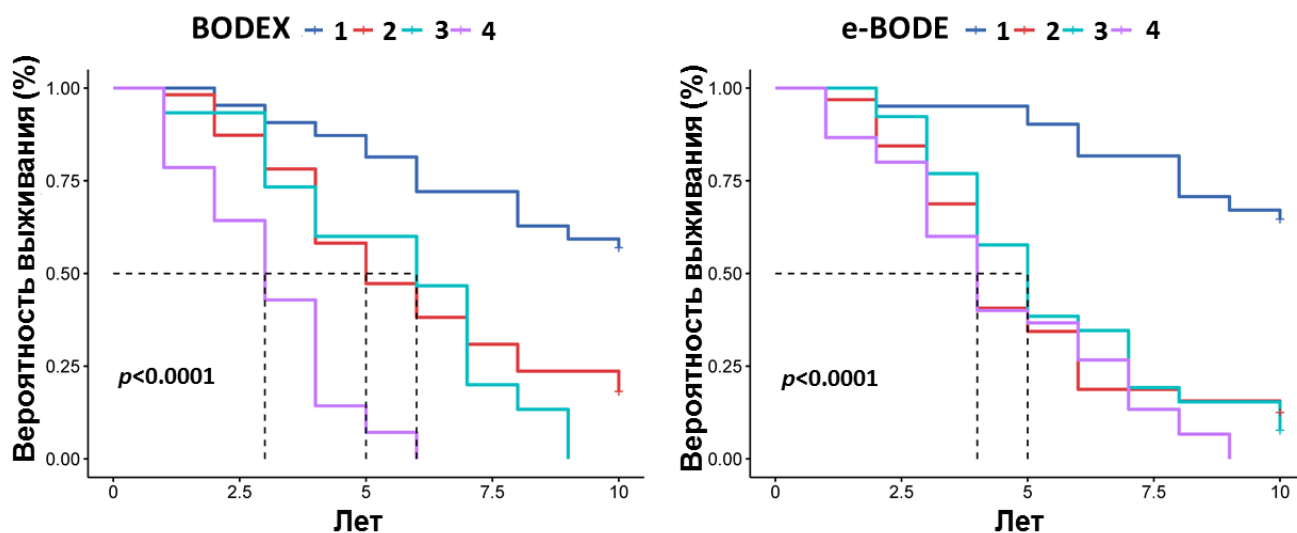 BODEX 1 2 3 4
Вероятность выживания (%)
1.00
0.75
0.50
0.25
0.00
p<0.0001
0 2.5 5 7.5 10
Лет
e-BODE 1 2 3 4
Вероятность выживания (%)
1.00
0.75
0.50
0.25
0.00
p<0.0001
0 2.5 5 7.5 10
Лет